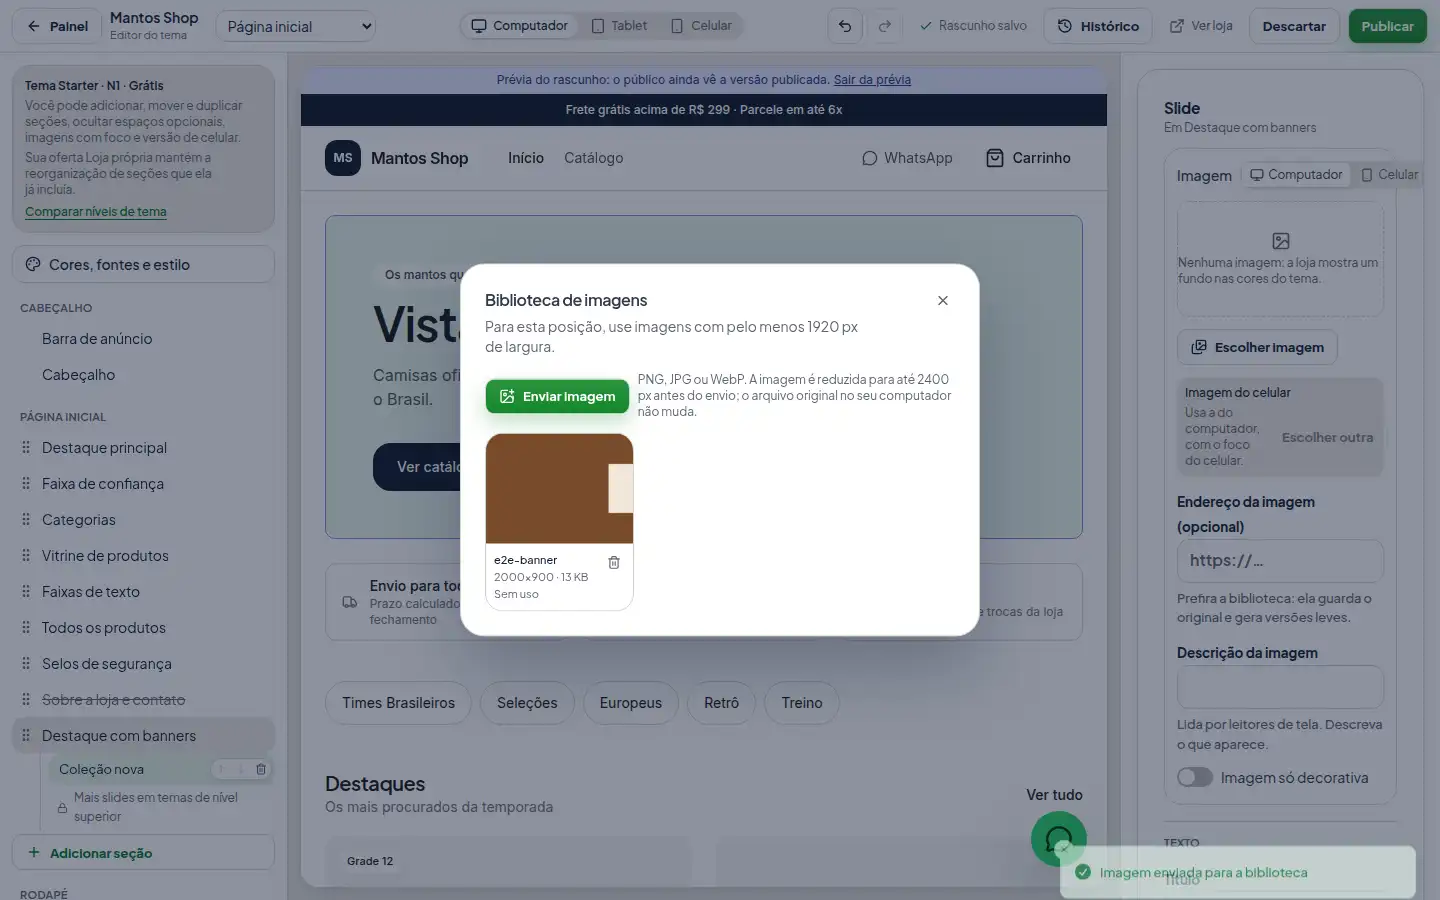 Painel
Mantos Shop
Editor do tema
Página inicial
Computador
Tablet
Celular
Rascunho salvo
Histórico
Ver loja
Descartar
Publicar
Tema Starter · N1 · Grátis
Você pode adicionar, mover e duplicar
seções, ocultar espaços opcionais,
imagens com foco e versão de celular.
Sua oferta Loja própria mantém a
reorganização de seções que ela
já incluía.
Comparar níveis de tema
Cores, fontes e estilo
CABEÇALHO
Barra de anúncio
Cabeçalho
PÁGINA INICIAL
Destaque principal
Faixa de confiança
Categorias
Vitrine de produtos
Faixas de texto
Todos os produtos
Selos de segurança
Sobre a loja e contato
Destaque com banners
Coleção nova
Mais slides em temas de nível
superior
Adicionar seção
RODAPÉ
Prévia do rascunho: o público ainda vê a versão publicada. Sair da prévia
Frete grátis acima de R$ 299 · Parcele em até 6x
MS
Mantos Shop
Início
Catálogo
WhatsApp
Carrinho
Os mantos qu
Vist
Camisas ofi
o Brasil.
Ver catálo
Envio para to
Prazo calculado
fechamento
e trocas da loja
Times Brasileiros
Seleções
Europeus
Retrô
Treino
Destaques
Os mais procurados da temporada
Ver tudo
Grade 12
Biblioteca de imagens
Para esta posição, use imagens com pelo menos 1920 px
de largura.
Enviar imagem
PNG, JPG ou WebP. A imagem é reduzida para até 2400
px antes do envio; o arquivo original no seu computador
não muda.
e2e-banner
2000×900 · 13 KB
Sem uso
Slide
Em Destaque com banners
Imagem
Computador
Celular
Nenhuma imagem: a loja mostra um
fundo nas cores do tema.
Escolher imagem
Imagem do celular
Usa a do
computador,
com o foco
do celular.
Escolher outra
Endereço da imagem
(opcional)
https://…
Prefira a biblioteca: ela guarda o
original e gera versões leves.
Descrição da imagem
Lida por leitores de tela. Descreva
o que aparece.
Imagem só decorativa
TEXTO
Título
Imagem enviada para a biblioteca